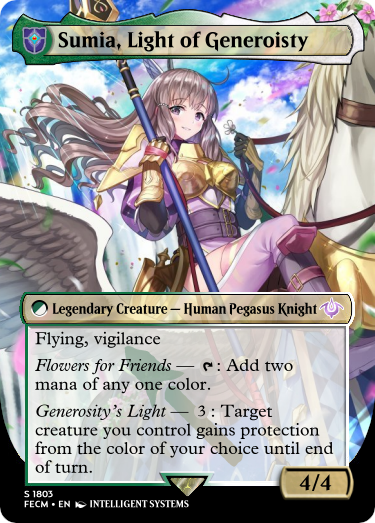 Sumia, Light of Generoisty
Legendary Creature — Human Pegasus Knight
Flying, vigilance
Flowers for Friends — : Add two
mana of any one color.
Generosity's Light — 3 : Target
creature you control gains protection
from the color of your choice until end
of turn.
4/4
S 1803
FECM • EN INTELLIGENT SYSTEMS